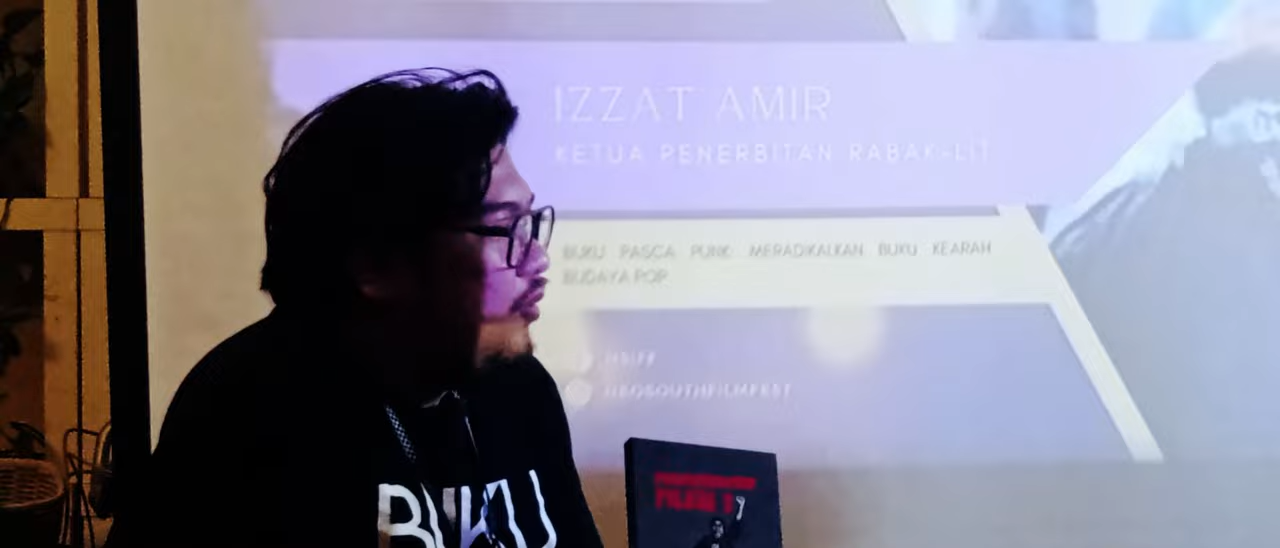 IZZAT AMIR
KETUA PENERBITAN RABAK-LIT
BUKU PASCA PUNK: MERADIKALKAN BUKU KEARAH
BUDAYA POP
BUKU